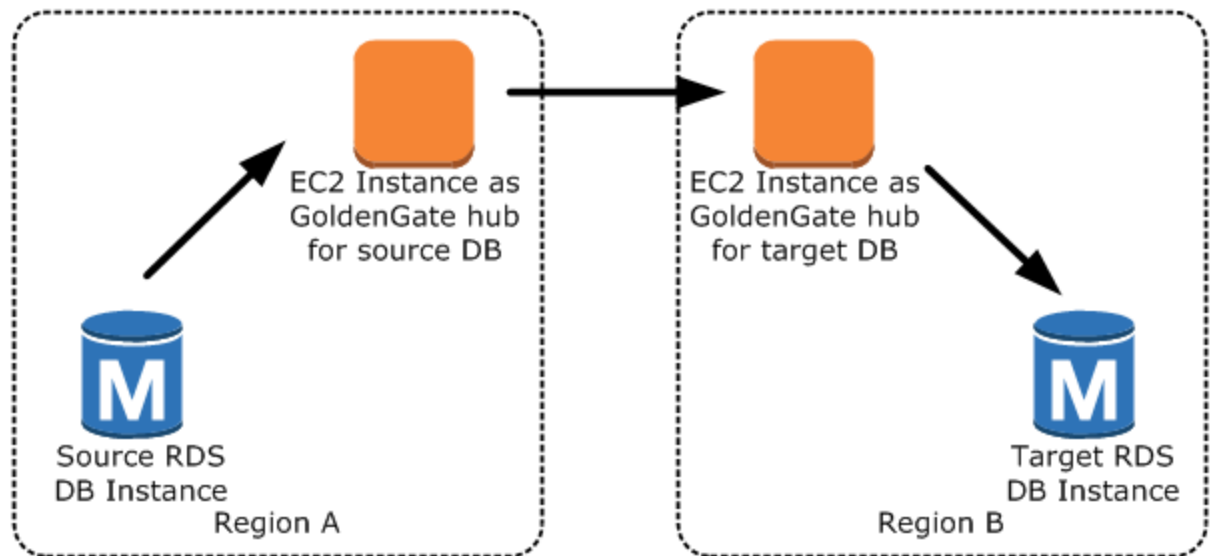 EC2 Instance as
GoldenGate hub
for source DB
EC2 Instance as
GoldenGate hub
for target DB
M
Source RDS
DB Instance
M
Target RDS
DB Instance
Region A
Region B